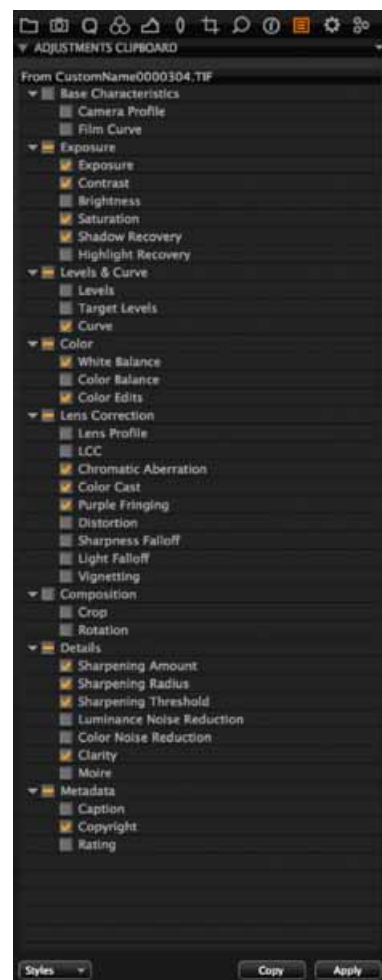 ADJUSTMENTS CLIPBOARD
From CustomName0000304.TIF
Base Characteristics
Camera Profile
Film Curve
Exposure
Exposure
Contrast
Brightness
Saturation
Shadow Recovery
Highlight Recovery
Levels & Curve
Levels
Target Levels
Curve
Color
White Balance
Color Balance
Color Edits
Lens Correction
Lens Profile
LCC
Chromatic Aberration
Color Cast
Purple Fringing
Distortion
Sharpness Falloff
Light Falloff
Vignetting
Composition
Crop
Rotation
Details
Sharpening Amount
Sharpening Radius
Sharpening Threshold
Luminance Noise Reduction
Color Noise Reduction
Clarity
Moire
Metadata
Caption
Copyright
Rating
Styles Copy Apply